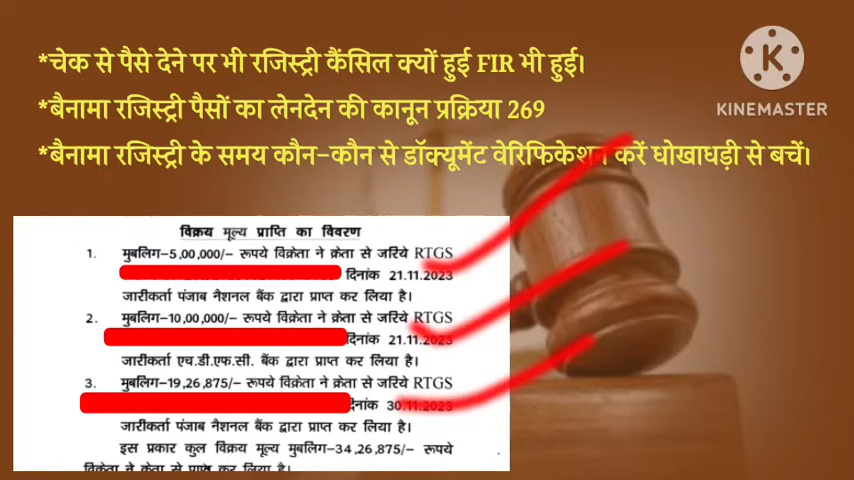 *चेक से पैसे देने पर भी रजिस्ट्री कैंसिल क्यों हुई FIR भी हुई।
*बैनामा रजिस्ट्री पैसों का लेनदेन की कानून प्रक्रिया 269
*बैनामा रजिस्ट्री के समय कौन-कौन से डॉक्यूमेंट वेरिफिकेशन करें धोखाधड़ी से बचें।
K
KINEMASTER
विक्रय मूल्य प्राप्ति का विवरण
1. मुबलिग-5,00,000/- रूपये विक्रेता ने क्रेता से जरिये RTGS
दिनांक 21.11.2023
जारीकर्ता पंजाब नैशनल बैंक द्वारा प्राप्त कर लिया है।
2. मुबलिग-10,00,000/- रूपये विक्रेता ने क्रेता से जरिये RTGS
दिनांक 21.11.2023
जारीकर्ता एच.डी.एफ.सी. बैंक द्वारा प्राप्त कर लिया है।
3. मुबलिग-19,26,875/- रूपये विक्रेता ने क्रेता से जरिये RTGS
दिनांक 30.11.2023
जारीकर्ता पंजाब नैशनल बैंक द्वारा प्राप्त कर लिया है।
इस प्रकार कुल विक्रय मूल्य मुबलिग-34,26,875/- रूपये
विक्रेता ने क्रेता से प्राप्त कर लिया है।